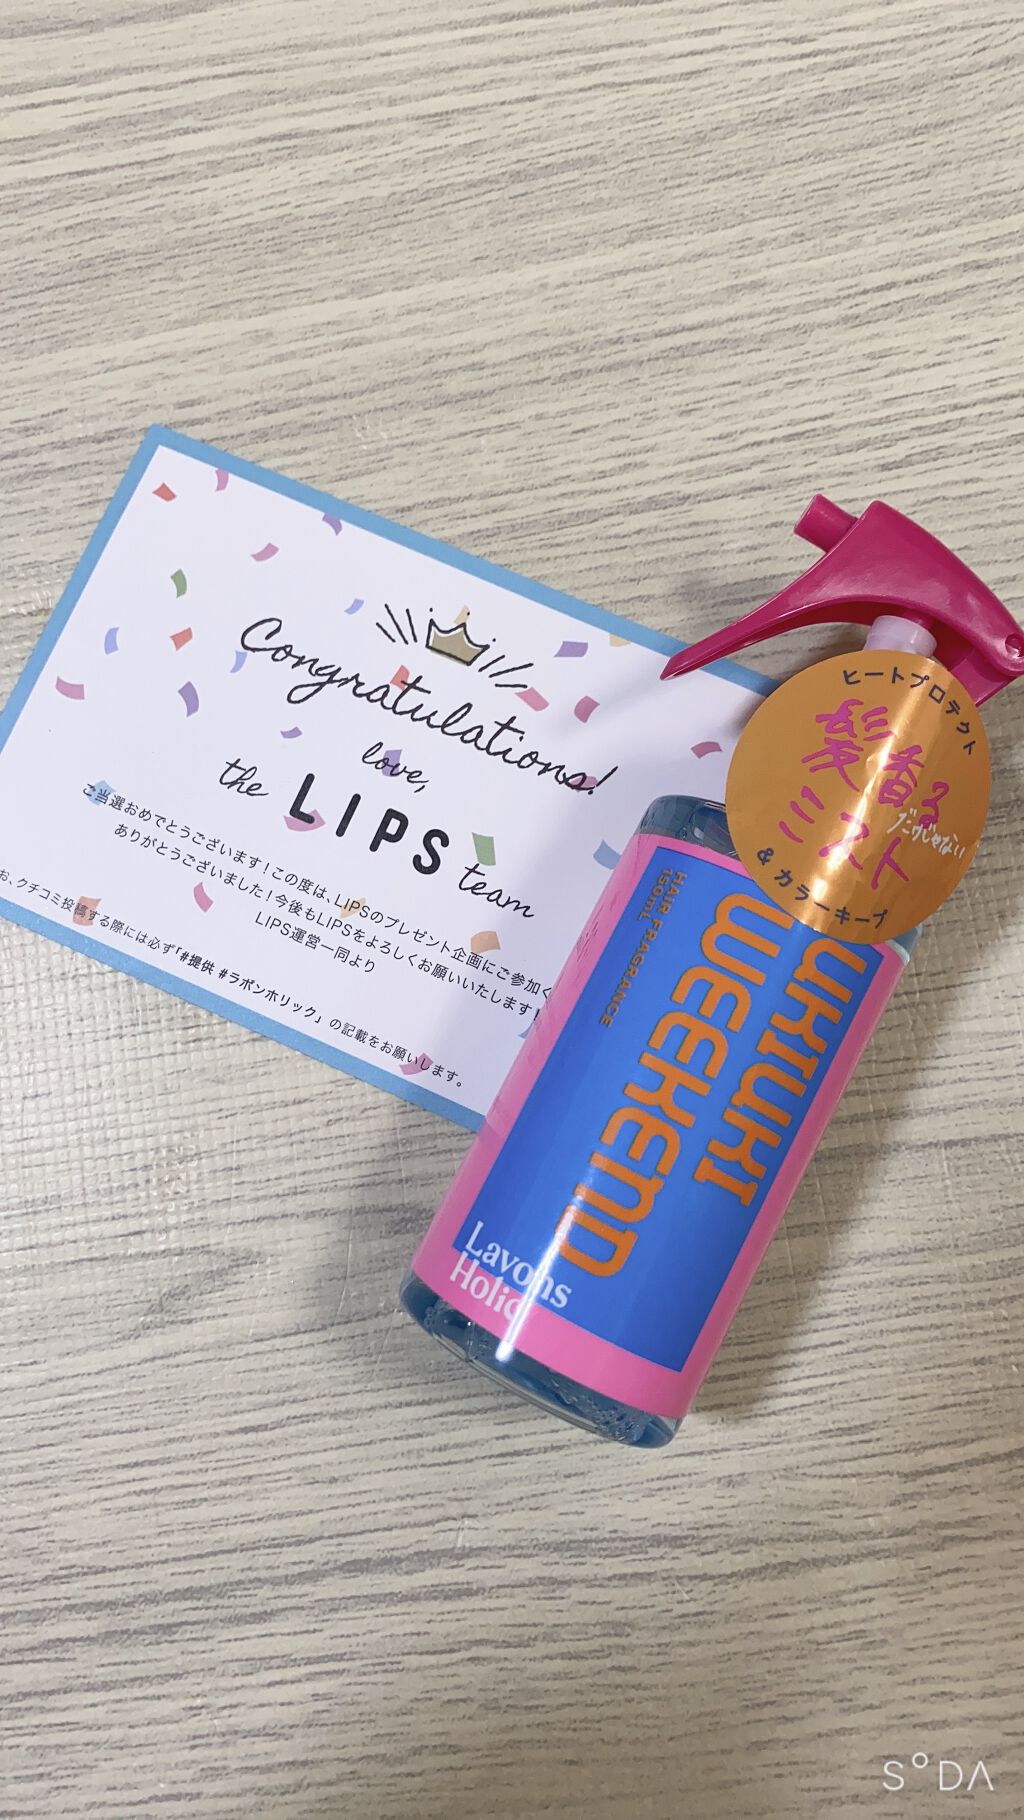 Congratulations!
love,
the LIPS team
ご当選おめでとうございます！この度は、LIPSのプレゼント企画にご参加く
ありがとうございました！今後もLIPSをよろしくお願いいたします！
LIPS運営一同より
お、クチコミ投稿する際には必ず「#提供 #ラボンホリック」の記載をお願いします。
ヒートプロテクト
髪香る
だけじゃない
ミスト
&カラーキープ
UKIUKI
WEEKEND
HAIR FRAGRANCE
150mL
Lavons
Holic
SODA